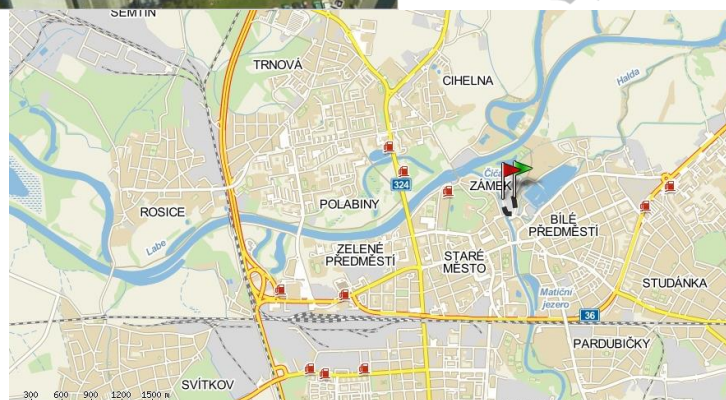 SEMTÍN
TRNOVÁ
CIHELNA
Halda
324
ZÁMEK
ROSICE
POLABINY
BÍLÉ
PŘEDMĚSTÍ
Labe
ZELENÉ
PŘEDMĚSTÍ
STARÉ
MĚSTO
STUDÁNKA
Matiční
jezero
36
PARDUBIČKY
SVÍTKOV
300 600 900 1200 1500 m